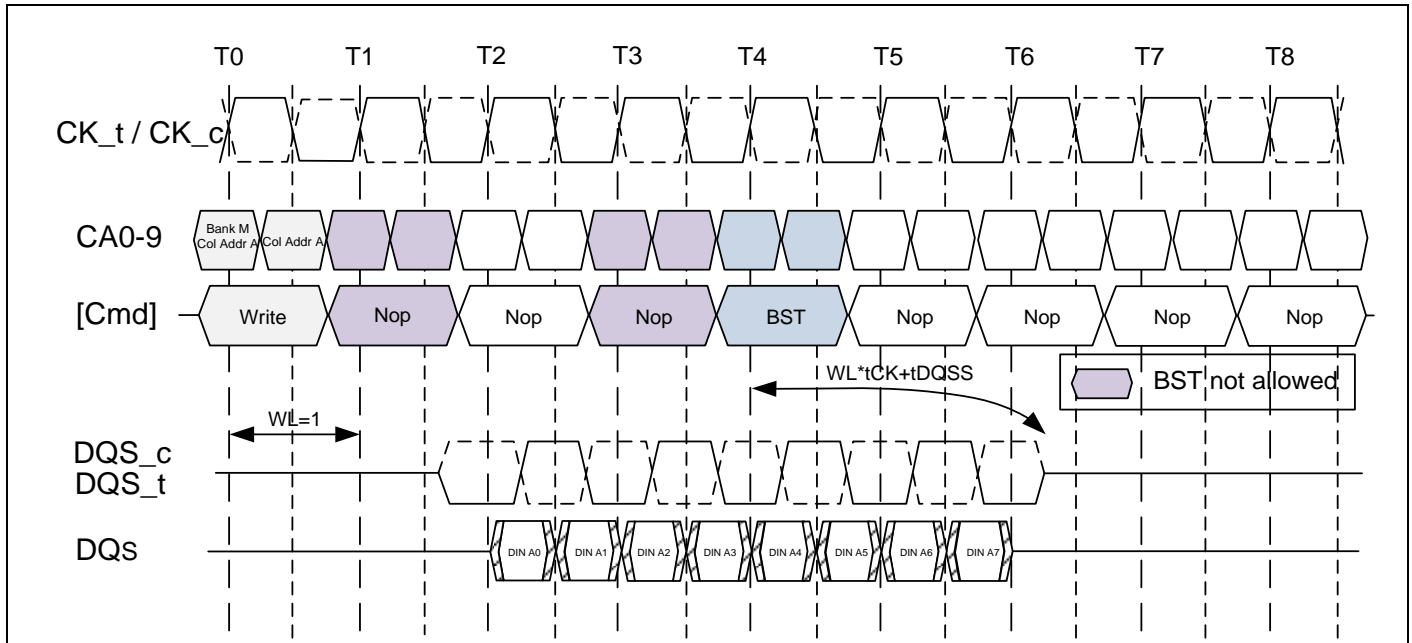 T0 T1 T2 T3 T4 T5 T6 T7 T8
CK_t / CK_c
CA0-9
Bank M
Col Addr A
Col Addr A
[Cmd] Write Nop Nop Nop BST Nop Nop Nop Nop
WL*tCK+tDQSS
BST not allowed
WL=1
DQS_c
DQS_t
DQs DIN A0 DIN A1 DIN A2 DIN A3 DIN A4 DIN A5 DIN A6 DIN A7